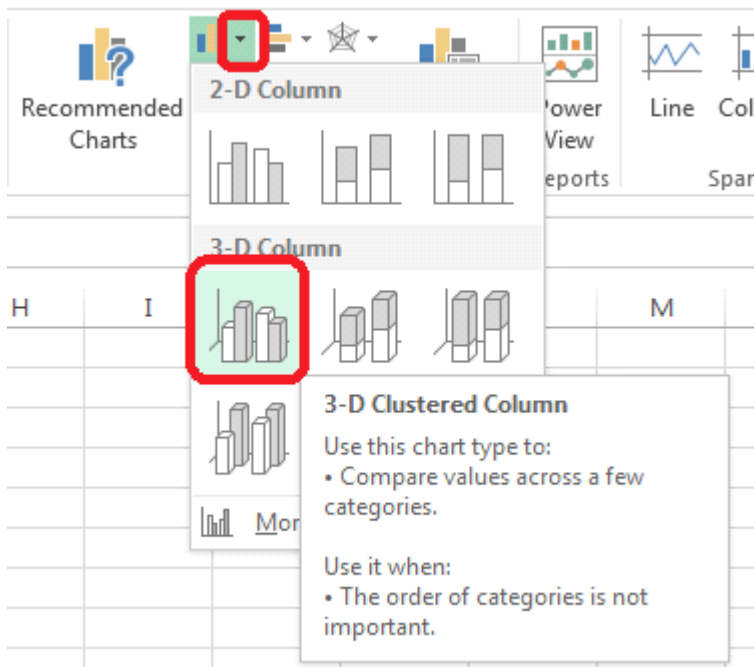 Recommended
Charts
2-D Column
Power
View
Reports
Line
Col
Spar
3-D Column
H
I
M
3-D Clustered Column
Use this chart type to:
• Compare values across a few
categories.
Use it when:
• The order of categories is not
important.
Mor